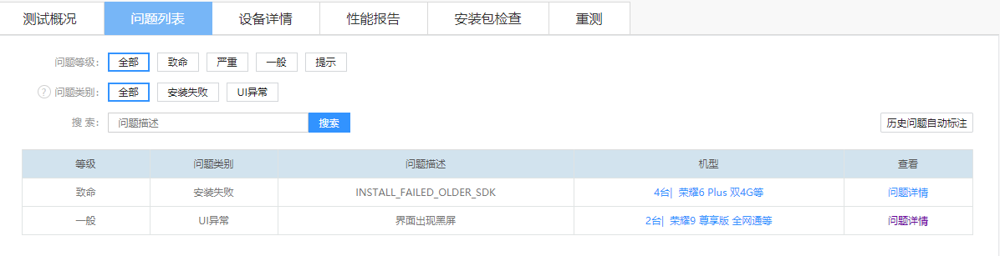 测试概况 问题列表 设备详情 性能报告 安装包检查 重测
问题等级: 全部 致命 严重 一般 提示
? 问题类别: 全部 安装失败 UI异常
搜 索: 问题描述 搜索 历史问题自动标注
等级 问题类别 问题描述 机型 查看
致命 安装失败 INSTALL_FAILED_OLDER_SDK 4台| 荣耀6 Plus 双4G等 问题详情
一般 UI异常 界面出现黑屏 2台| 荣耀9 尊享版 全网通等 问题详情